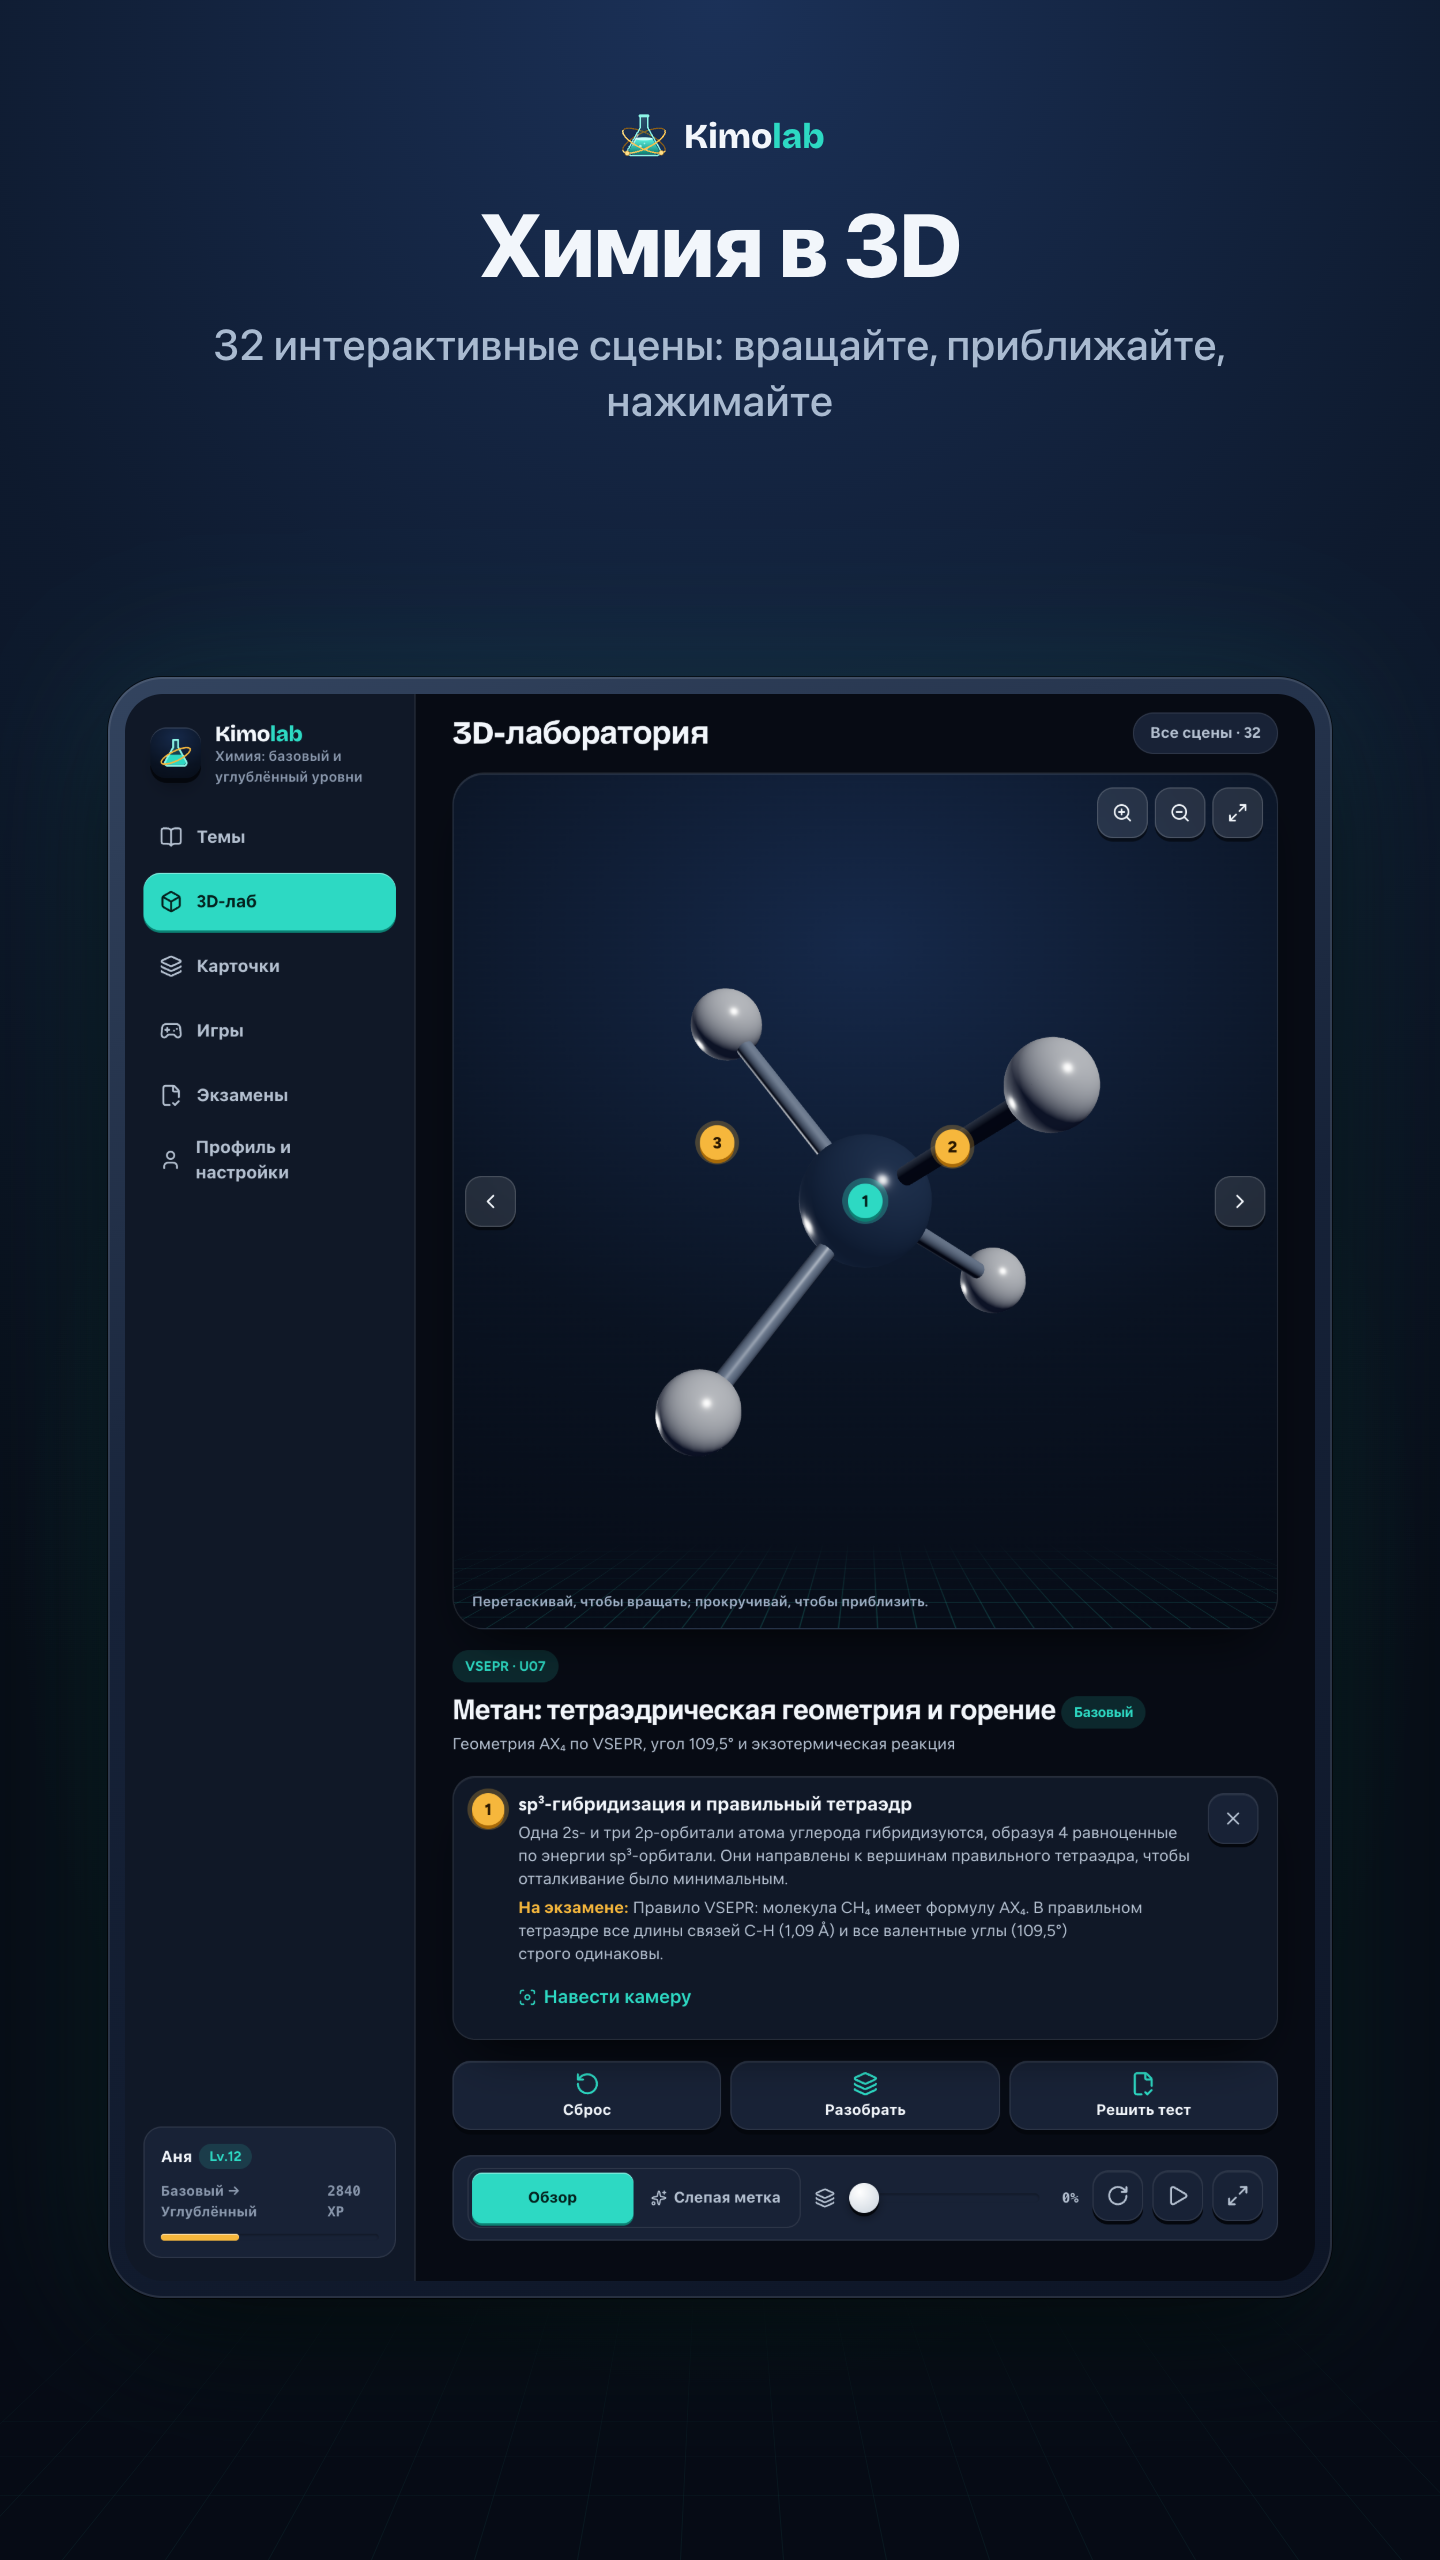 Kimolab
Химия в 3D
32 интерактивные сцены: вращайте, приближайте,
нажимайте
Kimolab
Химия: базовый и
углублённый уровни
Темы
3D-лаб
Карточки
Игры
Экзамены
Профиль и
настройки
Аня Lv.12
Базовый → 2840
Углублённый XP
3D-лаборатория
Все сцены · 32
3
2
1
Перетаскивай, чтобы вращать; прокручивай, чтобы приблизить.
VSEPR · U07
Метан: тетраэдрическая геометрия и горение Базовый
Геометрия AX₄ по VSEPR, угол 109,5° и экзотермическая реакция
1 sp³-гибридизация и правильный тетраэдр
Одна 2s- и три 2p-орбитали атома углерода гибридизуются, образуя 4 равноценные
по энергии sp³-орбитали. Они направлены к вершинам правильного тетраэдра, чтобы
отталкивание было минимальным.
На экзамене: Правило VSEPR: молекула CH₄ имеет формулу AX₄. В правильном
тетраэдре все длины связей C-H (1,09 Å) и все валентные углы (109,5°)
строго одинаковы.
Навести камеру
Сброс
Разобрать
Решить тест
Обзор
Слепая метка
0%